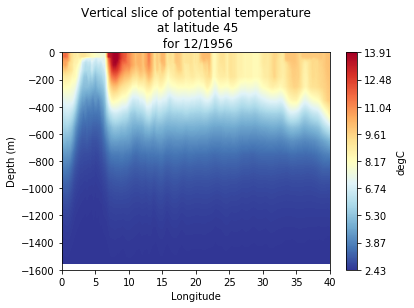 Vertical slice of potential temperature
at latitude 45
for 12/1956
0
−200
−400
−600
−800
−1000
−1200
−1400
−1600
Depth (m)
0 5 10 15 20 25 30 35 40
Longitude
13.91
12.48
11.04
9.61
8.17
6.74
5.30
3.87
2.43
degC